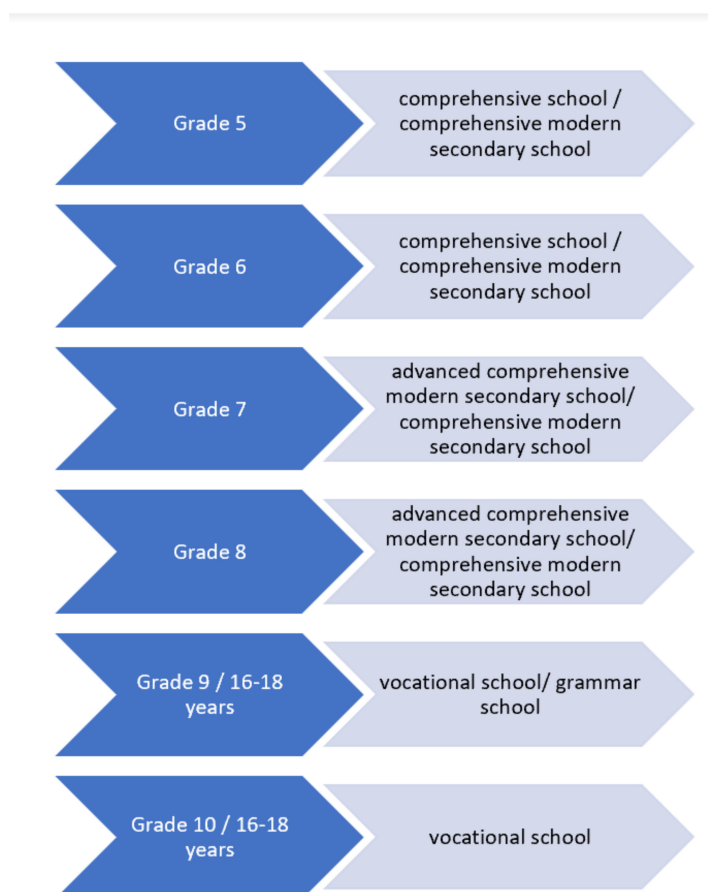 Grade 5
comprehensive school /
comprehensive modern
secondary school
Grade 6
comprehensive school /
comprehensive modern
secondary school
Grade 7
advanced comprehensive
modern secondary school/
comprehensive modern
secondary school
Grade 8
advanced comprehensive
modern secondary school/
comprehensive modern
secondary school
Grade 9 / 16-18
years
vocational school/ grammar
school
Grade 10 / 16-18
years
vocational school